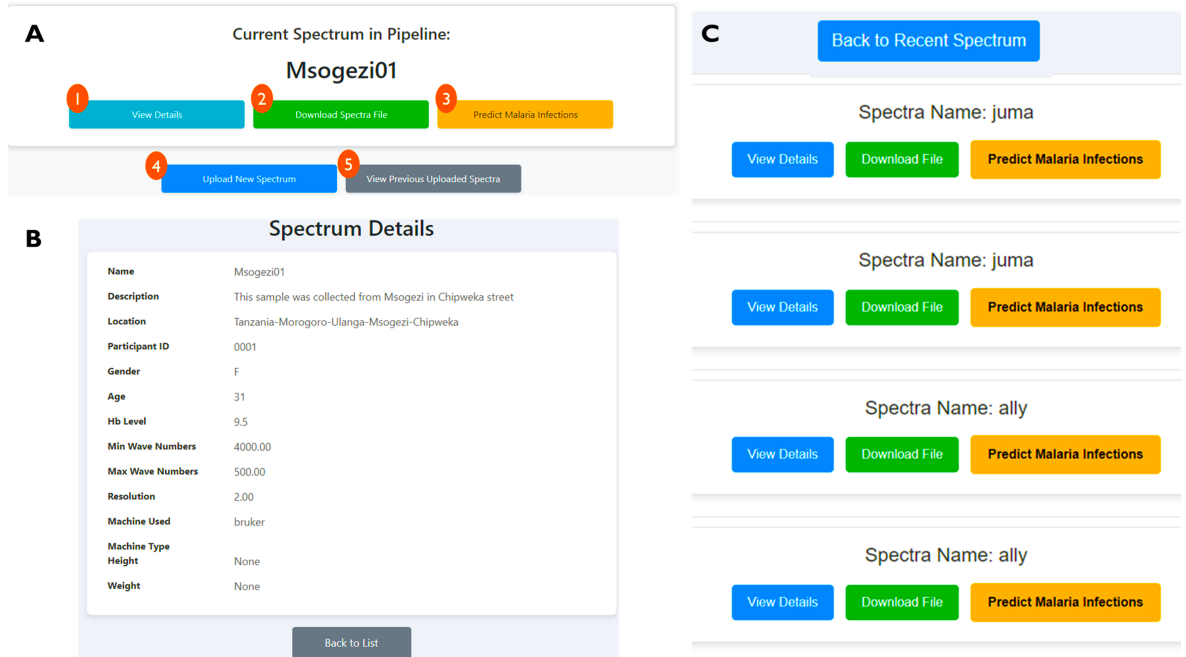 A
Current Spectrum in Pipeline:
Msogezi01
1
View Details
2
Download Spectra File
3
Predict Malaria Infections
4
Upload New Spectrum
5
View Previous Uploaded Spectra
B
Spectrum Details
Name Msogezi01
Description This sample was collected from Msogezi in Chipweka street
Location Tanzania-Morogoro-Ulanga-Msogezi-Chipweka
Participant ID 0001
Gender F
Age 31
Hb Level 9.5
Min Wave Numbers 4000.00
Max Wave Numbers 500.00
Resolution 2.00
Machine Used bruker
Machine Type
Height None
Weight None
Back to List
C
Back to Recent Spectrum
Spectra Name: juma
View Details Download File Predict Malaria Infections
Spectra Name: juma
View Details Download File Predict Malaria Infections
Spectra Name: ally
View Details Download File Predict Malaria Infections
Spectra Name: ally
View Details Download File Predict Malaria Infections